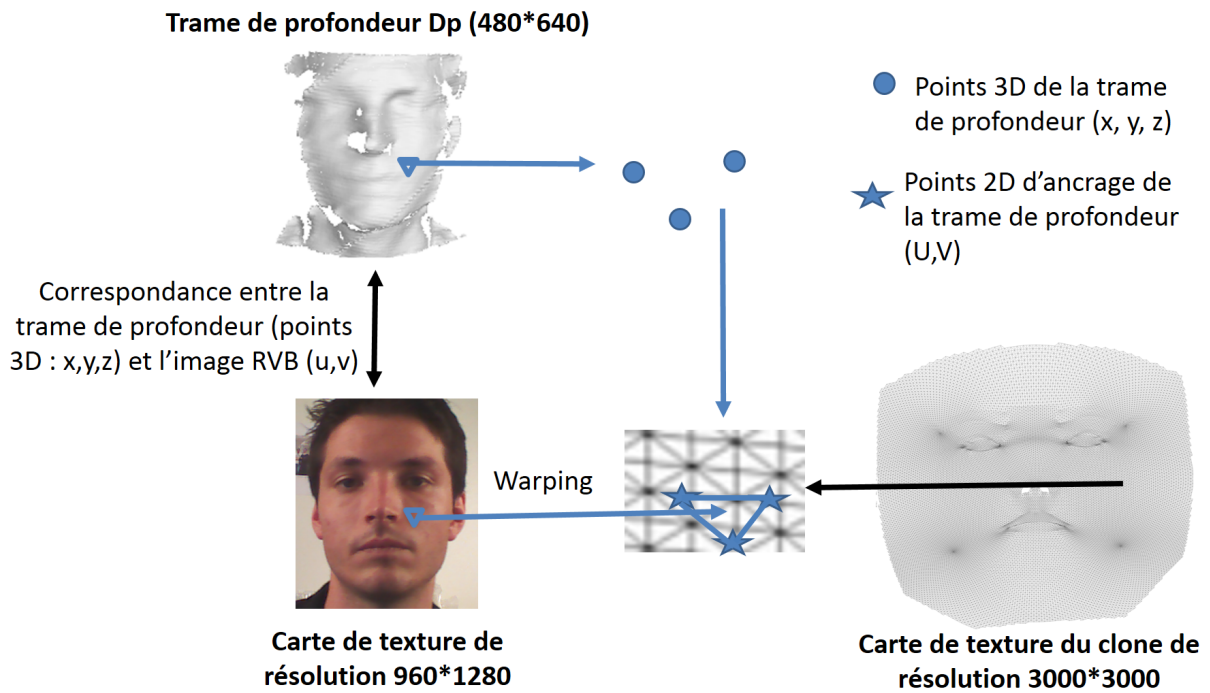 Trame de profondeur Dp (480*640)
Points 3D de la trame
de profondeur (x, y, z)
Points 2D d'ancrage de
la trame de profondeur
(U,V)
Correspondance entre la
trame de profondeur (points
3D : x,y,z) et l'image RVB (u,v)
Warping
Carte de texture de
résolution 960*1280
Carte de texture du clone de
résolution 3000*3000